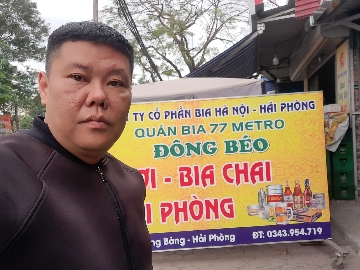 TY CỔ PHẦN BIA HÀ NỘI - HẢI PHÒNG
QUÁN BIA 77 METRO
ĐÔNG BÉO
ƠI - BIA CHAI
PHÒNG
Bàng - Hải Phòng
ĐT: 0343.954.719